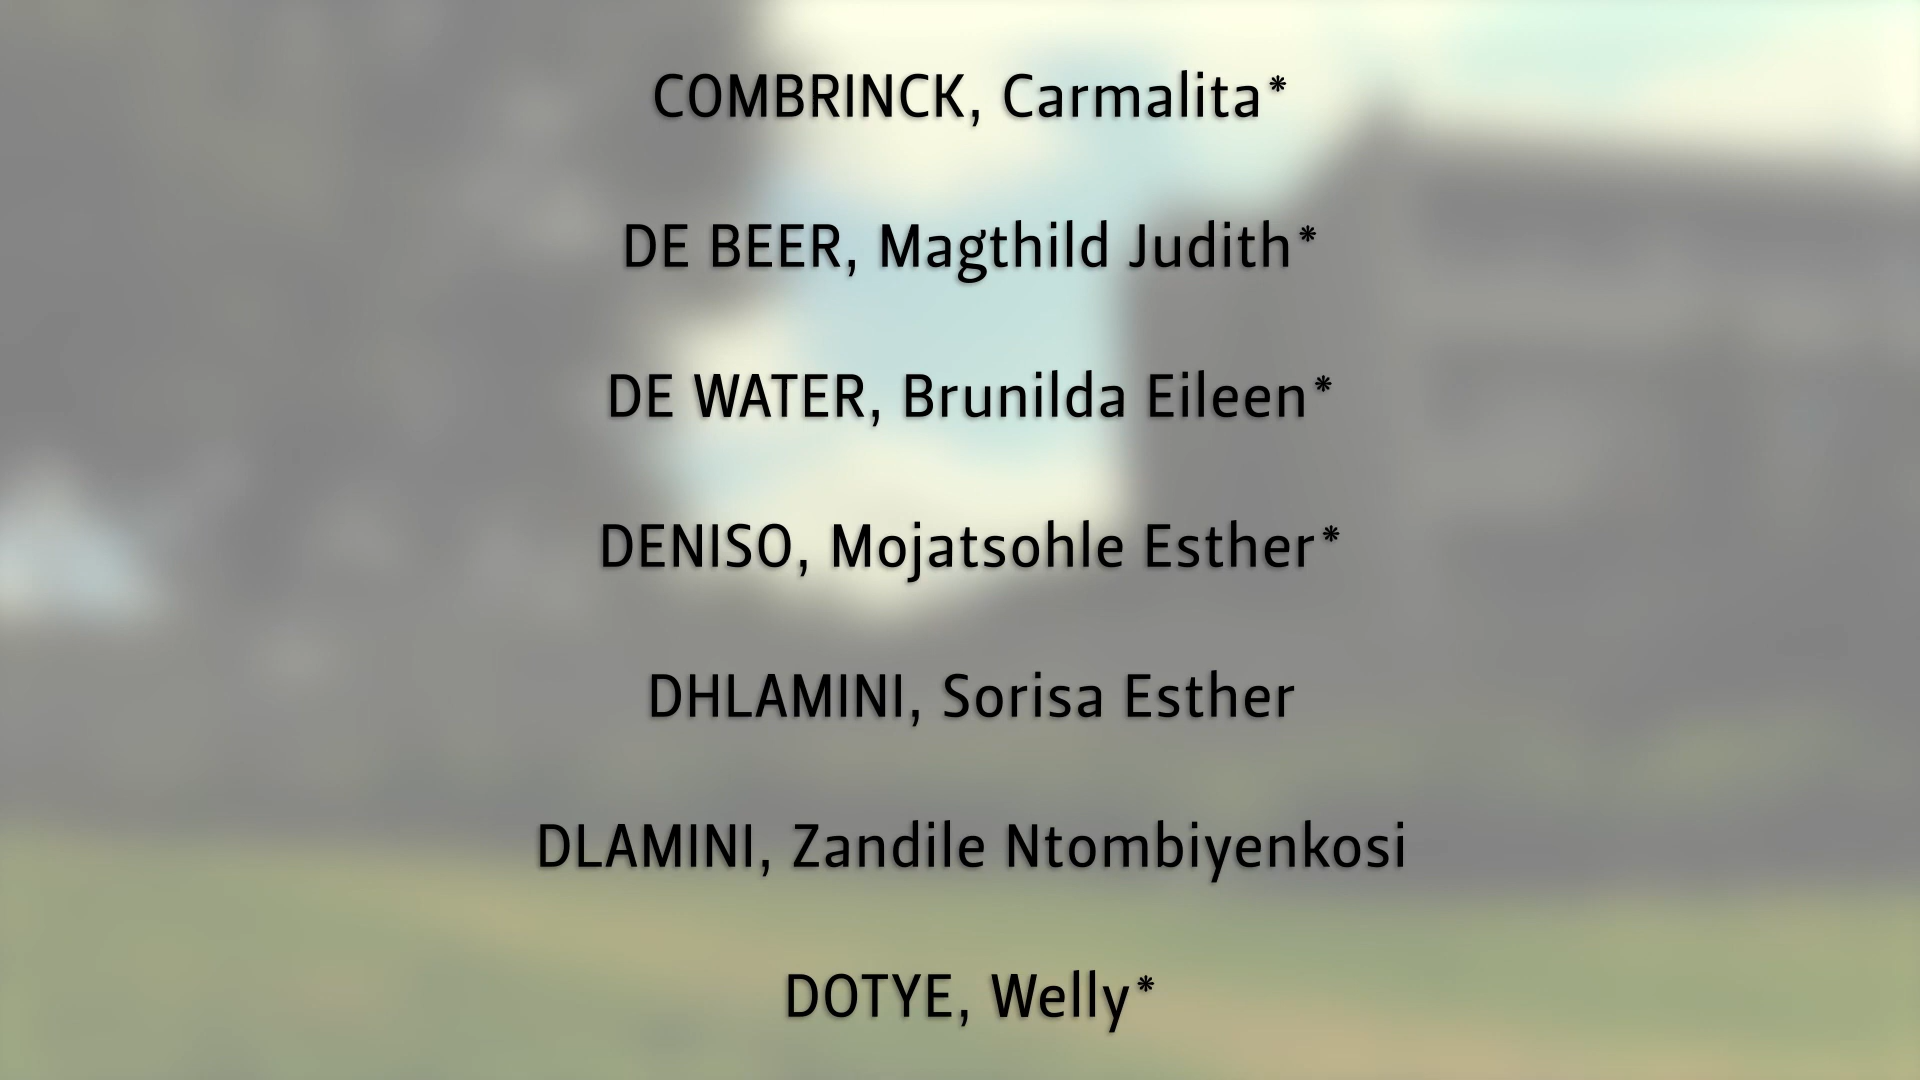 COMBRINCK, Carmalita*
DE BEER, Magthild Judith*
DE WATER, Brunilda Eileen*
DENISO, Mojatsohle Esther*
DHLAMINI, Sorisa Esther
DLAMINI, Zandile Ntombiyenkosi
DOTYE, Welly*